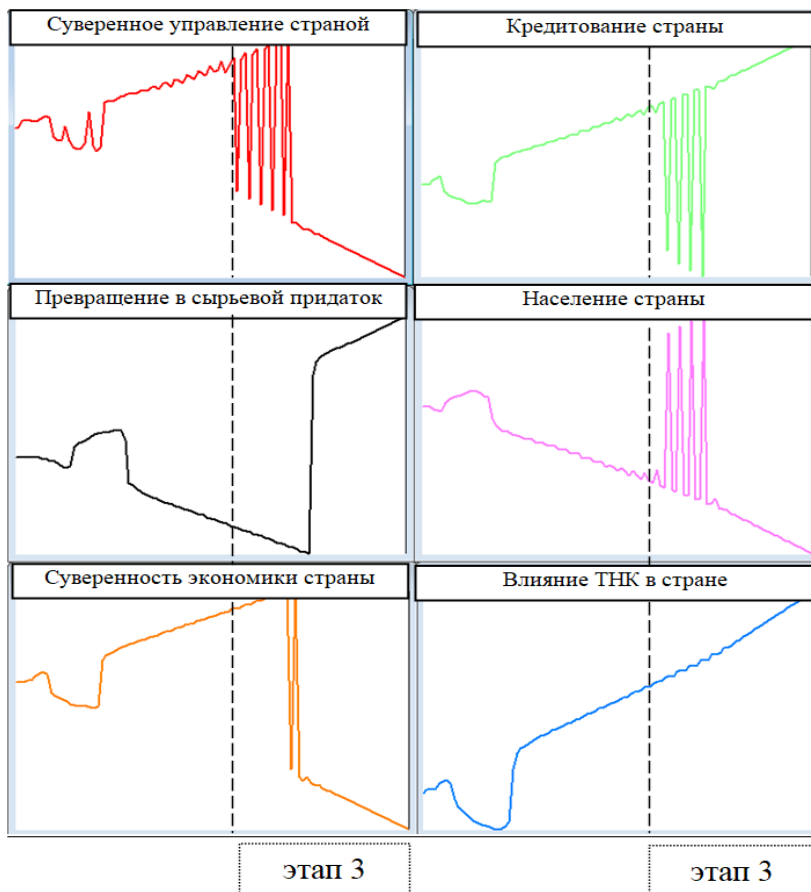 Суверенное управление страной
Кредитование страны
Превращение в сырьевой придаток
Население страны
Суверенность экономики страны
Влияние ТНК в стране
этап 3
этап 3